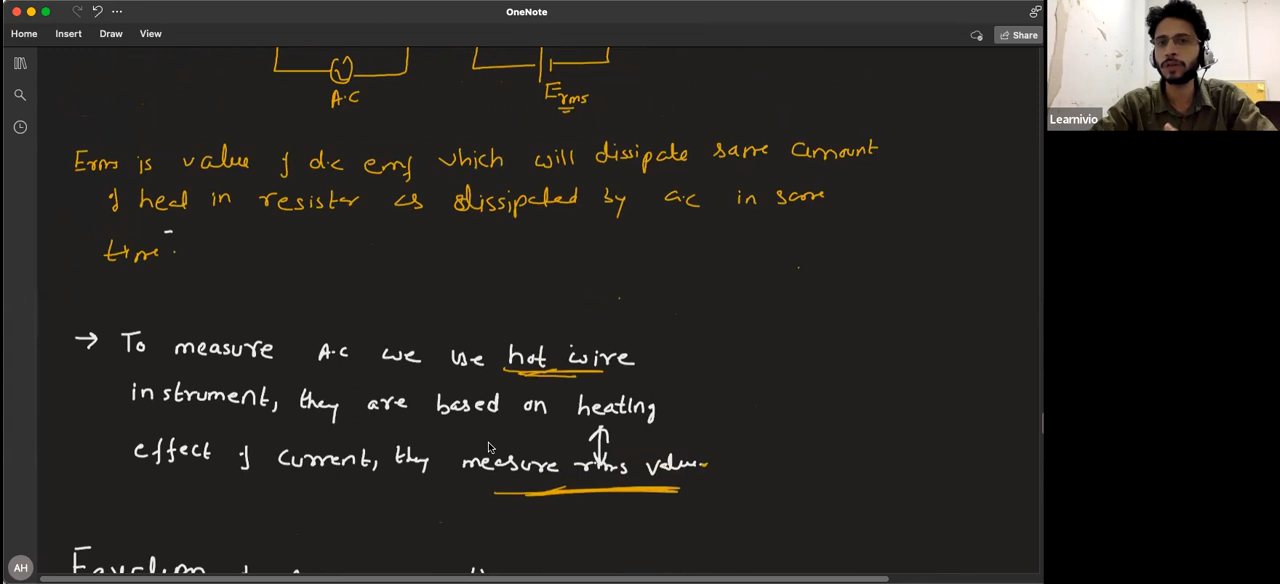 OneNote
Home Insert Draw View
Share
A.C
Erms
Learnivio
Erms is value of d.c emf which will dissipate same amount
of heat in resister as dissipated by a.c in same
time.
→ To measure A.C we use hot wire
instrument, they are based on heating
effect of current, they measure rms value
AH